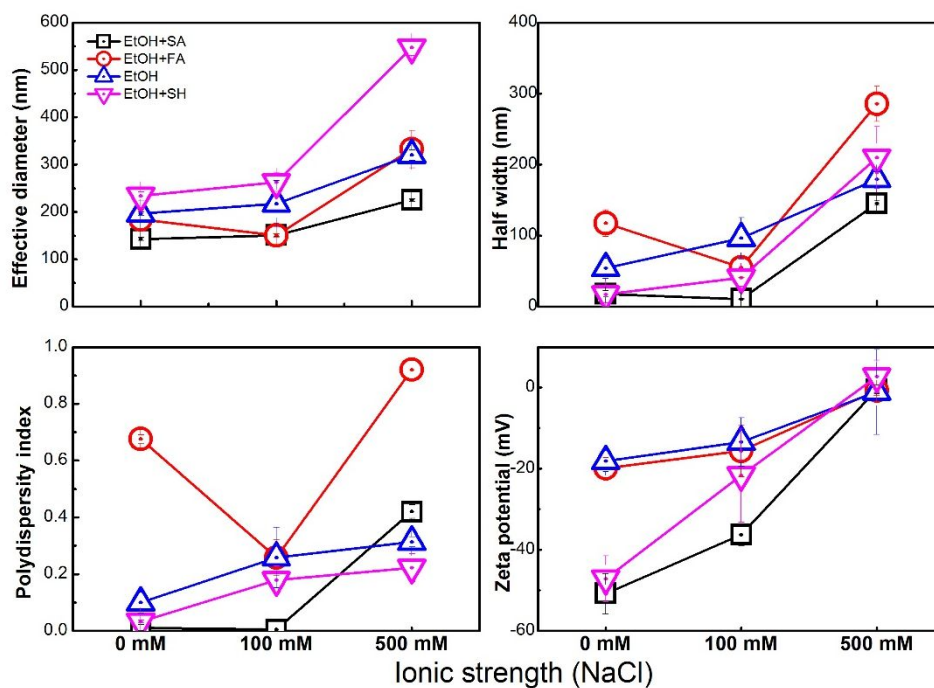 600
500
400
300
200
100
0
Effective diameter (nm)
EtOH+SA
EtOH+FA
EtOH
EtOH+SH
400
300
200
100
0
Half width (nm)
1.0
0.8
0.6
0.4
0.2
0.0
Polydispersity index
0 mM 100 mM 500 mM
0
-20
-40
-60
Zeta potential (mV)
0 mM 100 mM 500 mM
Ionic strength (NaCl)